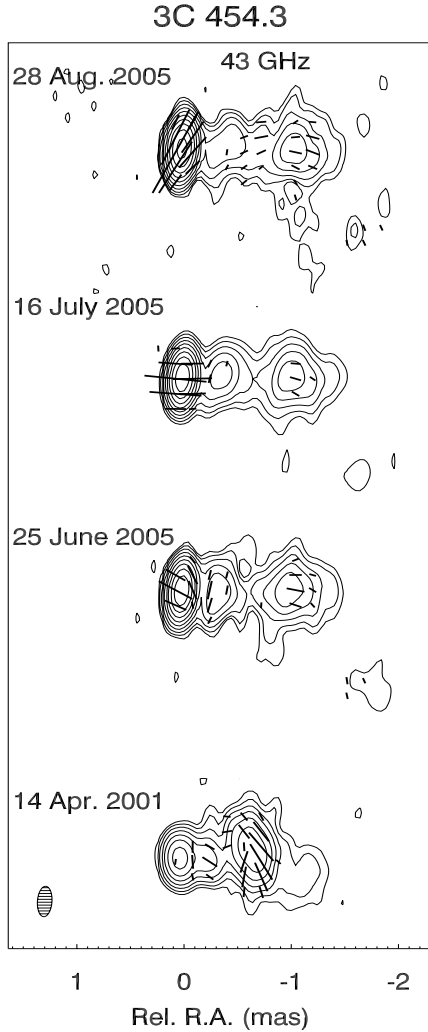 3C 454.3
43 GHz
28 Aug. 2005
16 July 2005
25 June 2005
14 Apr. 2001
1 0 -1 -2
Rel. R.A. (mas)